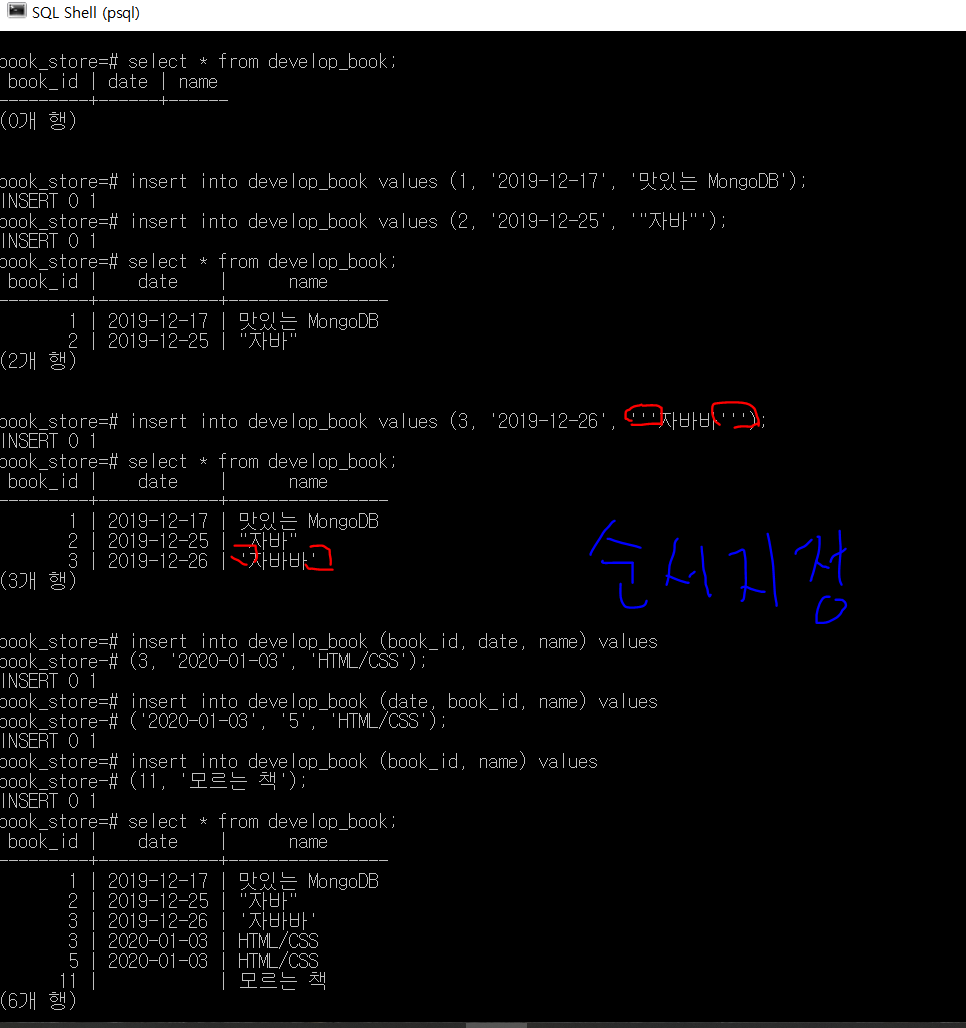 SQL Shell (psql)
book_store=# select * from develop_book;
 book_id | date | name
---------+------+------
(0개 행)
book_store=# insert into develop_book values (1, '2019-12-17', '맛있는 MongoDB');
INSERT 0 1
book_store=# insert into develop_book values (2, '2019-12-25', '"자바"');
INSERT 0 1
book_store=# select * from develop_book;
 book_id |    date    |      name
---------+------------+----------------
       1 | 2019-12-17 | 맛있는 MongoDB
       2 | 2019-12-25 | "자바"
(2개 행)
book_store=# insert into develop_book values (3, '2019-12-26', '''자바바''');
INSERT 0 1
book_store=# select * from develop_book;
 book_id |    date    |      name
---------+------------+----------------
       1 | 2019-12-17 | 맛있는 MongoDB
       2 | 2019-12-25 | "자바"
       3 | 2019-12-26 | '자바바'
(3개 행)
순서지정
book_store=# insert into develop_book (book_id, date, name) values
book_store-# (3, '2020-01-03', 'HTML/CSS');
INSERT 0 1
book_store=# insert into develop_book (date, book_id, name) values
book_store-# ('2020-01-03', '5', 'HTML/CSS');
INSERT 0 1
book_store=# insert into develop_book (book_id, name) values
book_store-# (11, '모르는 책');
INSERT 0 1
book_store=# select * from develop_book;
 book_id |    date    |      name
---------+------------+----------------
       1 | 2019-12-17 | 맛있는 MongoDB
       2 | 2019-12-25 | "자바"
       3 | 2019-12-26 | '자바바'
       3 | 2020-01-03 | HTML/CSS
       5 | 2020-01-03 | HTML/CSS
      11 |            | 모르는 책
(6개 행)